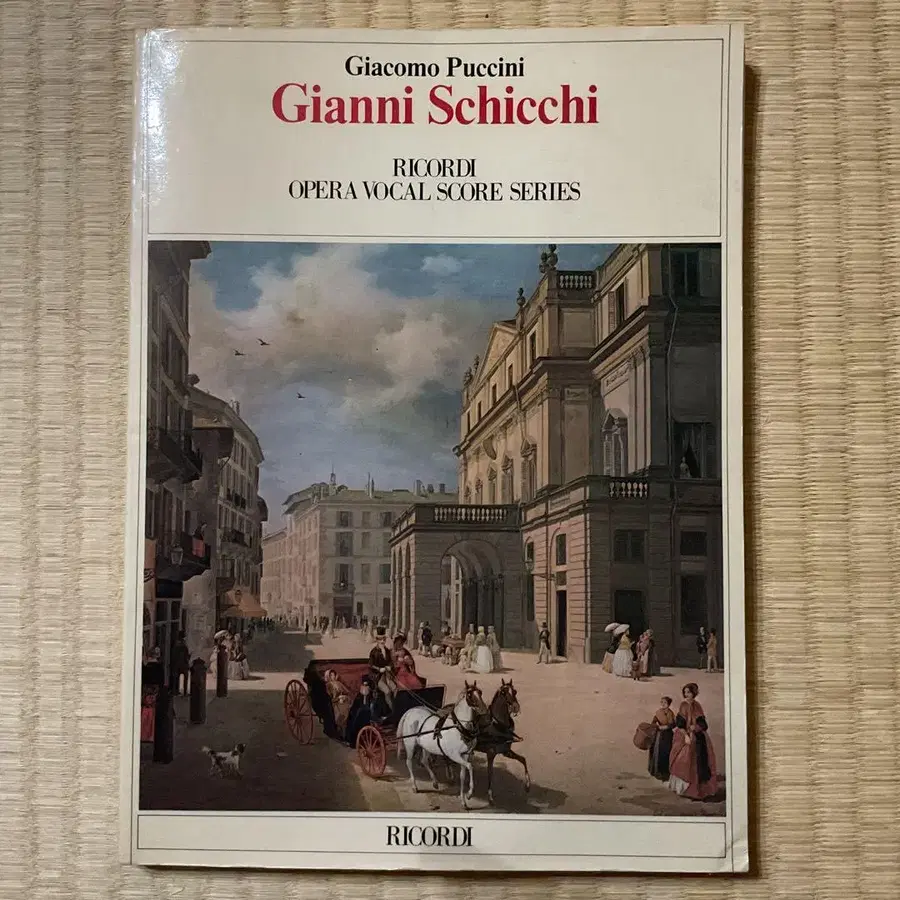 Giacomo Puccini
Gianni Schicchi
RICORDI
OPERA VOCAL SCORE SERIES
RICORDI